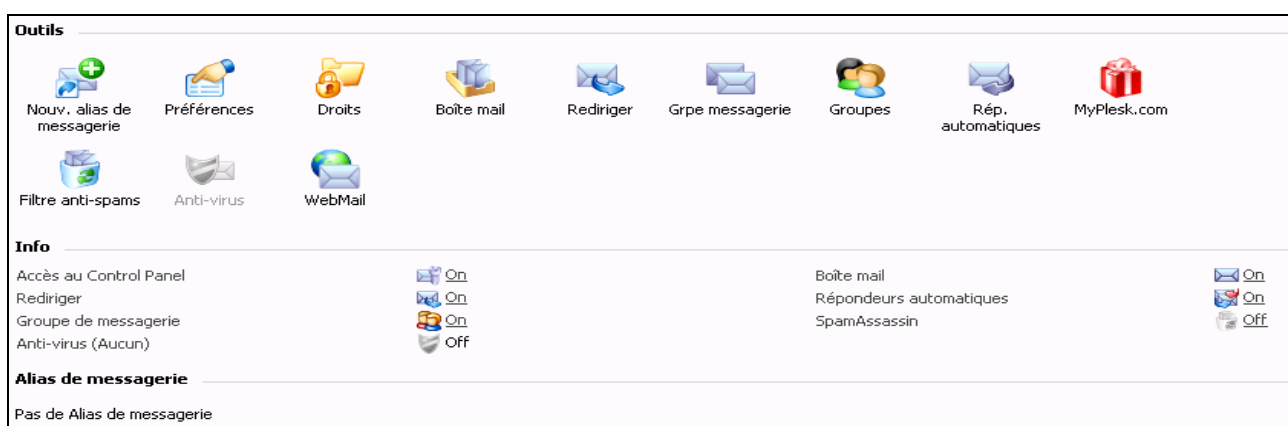 Outils
Nouv. alias de messagerie
Préférences
Droits
Boîte mail
Rediriger
Grpe messagerie
Groupes
Rép. automatiques
MyPlesk.com
Filtre anti-spams
Anti-virus
WebMail
Info
Accès au Control Panel On
Boîte mail On
Rediriger On
Répondeurs automatiques On
Groupe de messagerie On
SpamAssassin Off
Anti-virus (Aucun) Off
Alias de messagerie
Pas de Alias de messagerie